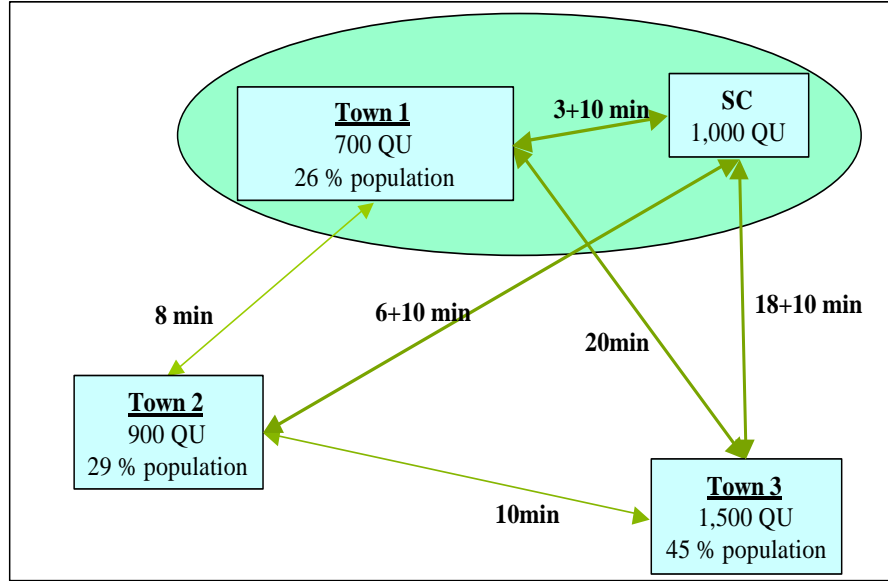 Town 1
700 QU
26 % population
3+10 min
SC
1,000 QU
8 min
6+10 min
20min
18+10 min
Town 2
900 QU
29 % population
10min
Town 3
1,500 QU
45 % population